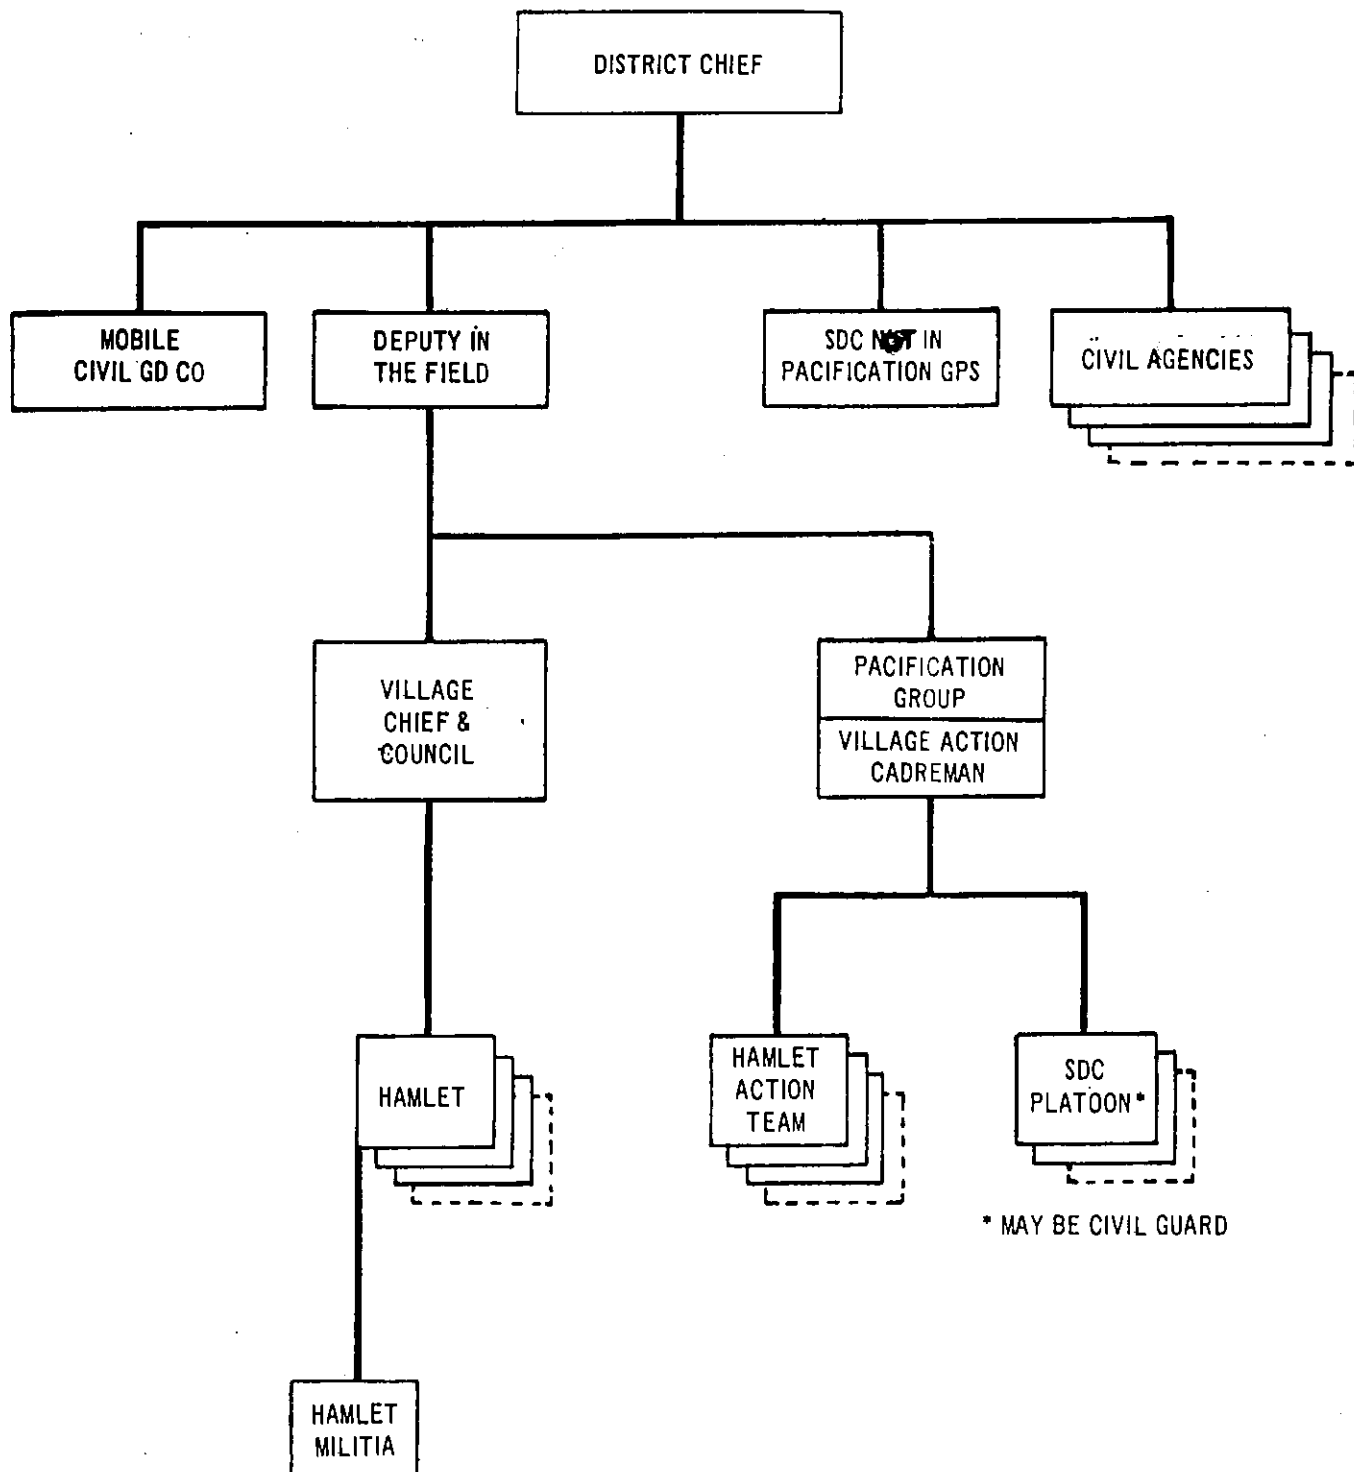 DISTRICT CHIEF
MOBILE
CIVIL GD CO
DEPUTY IN
THE FIELD
SDC NOT IN
PACIFICATION GPS
CIVIL AGENCIES
VILLAGE
CHIEF &
COUNCIL
PACIFICATION
GROUP
VILLAGE ACTION
CADREMAN
HAMLET
HAMLET
ACTION
TEAM
SDC
PLATOON*
* MAY BE CIVIL GUARD
HAMLET
MILITIA